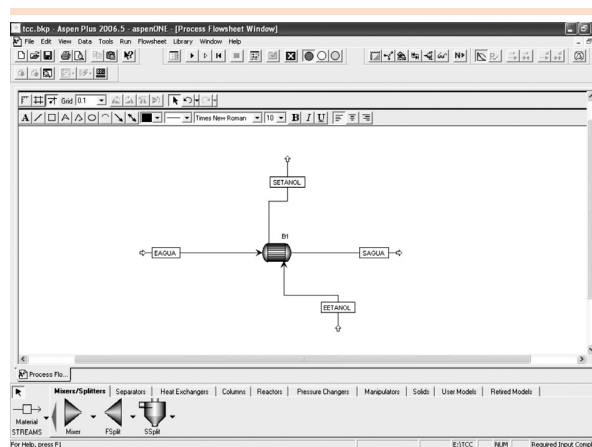 tcc.bkp - Aspen Plus 2006.5 - aspenONE - [Process Flowsheet Window]
File Edit View Data Tools Run Flowsheet Library Window Help
N>
Grid 0.1
A Times New Roman 10 B I U
SETANOL
B1
EAGUA
SAGUA
EETANOL
Process Flo...
Mixers/Splitters Separators Heat Exchangers Columns Reactors Pressure Changers Manipulators Solids User Models Retired Models
Material
STREAMS Mixer FSplit SSplit
For Help, press F1 E:\TCC NUM Required Input Compl